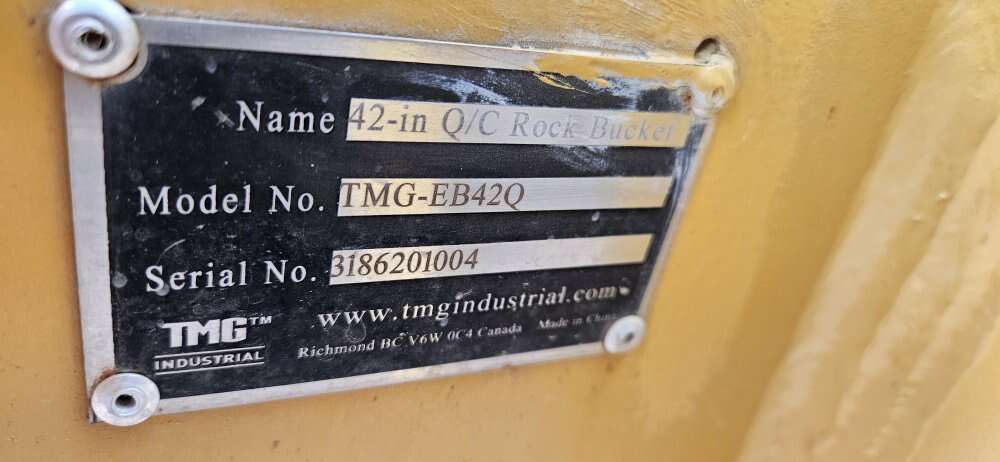 Name 42-in Q/C Rock Bucket
Model No. TMG-EB42Q
Serial No. 3186201004
www.tmgindustrial.com
TMG™ INDUSTRIAL
Richmond BC V6W 0C4 Canada Made in China